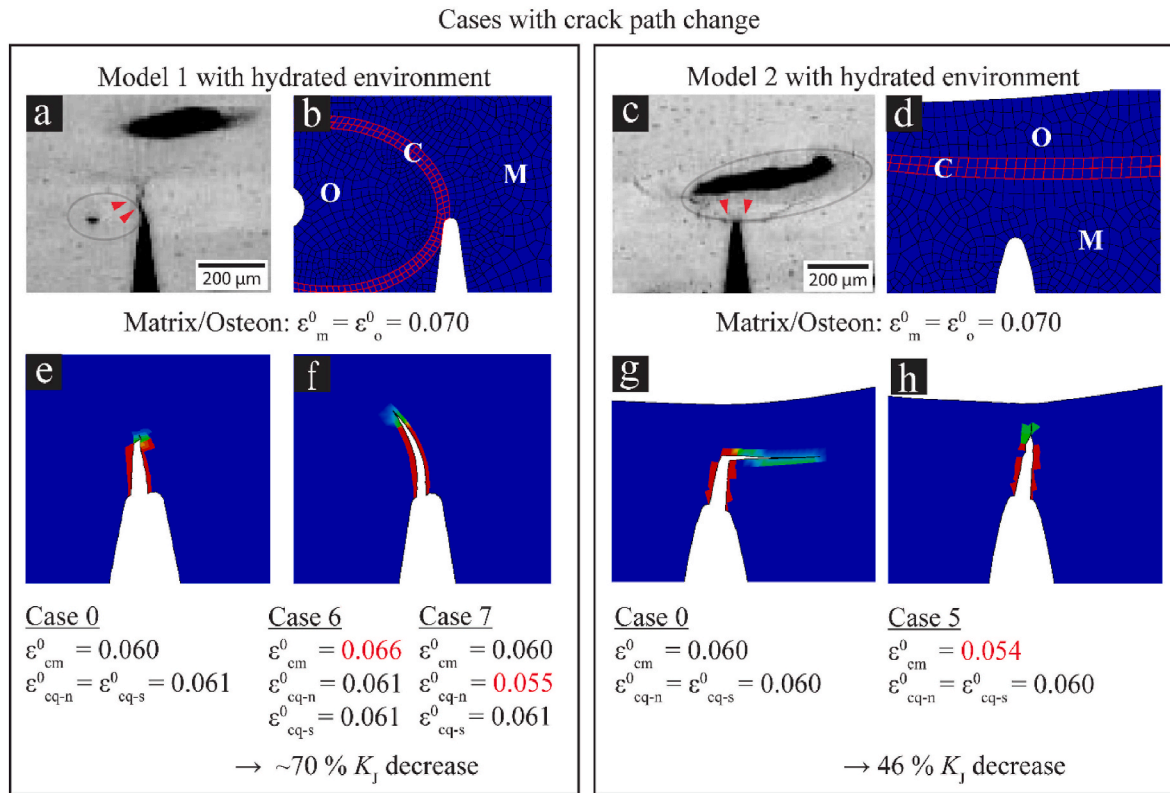 Cases with crack path change
Model 1 with hydrated environment
a
200 µm
b
C
O
M
Matrix/Osteon: ε⁰ₘ = ε⁰ₒ = 0.070
e
f
Case 0
ε⁰cm = 0.060
ε⁰cq-n = ε⁰cq-s = 0.061
Case 6
ε⁰cm = 0.066
ε⁰cq-n = 0.061
ε⁰cq-s = 0.061
Case 7
ε⁰cm = 0.060
ε⁰cq-n = 0.055
ε⁰cq-s = 0.061
→ ~70 % KJ decrease
Model 2 with hydrated environment
c
200 µm
d
O
C
M
Matrix/Osteon: ε⁰ₘ = ε⁰ₒ = 0.070
g
h
Case 0
ε⁰cm = 0.060
ε⁰cq-n = ε⁰cq-s = 0.060
Case 5
ε⁰cm = 0.054
ε⁰cq-n = ε⁰cq-s = 0.060
→ 46 % KJ decrease